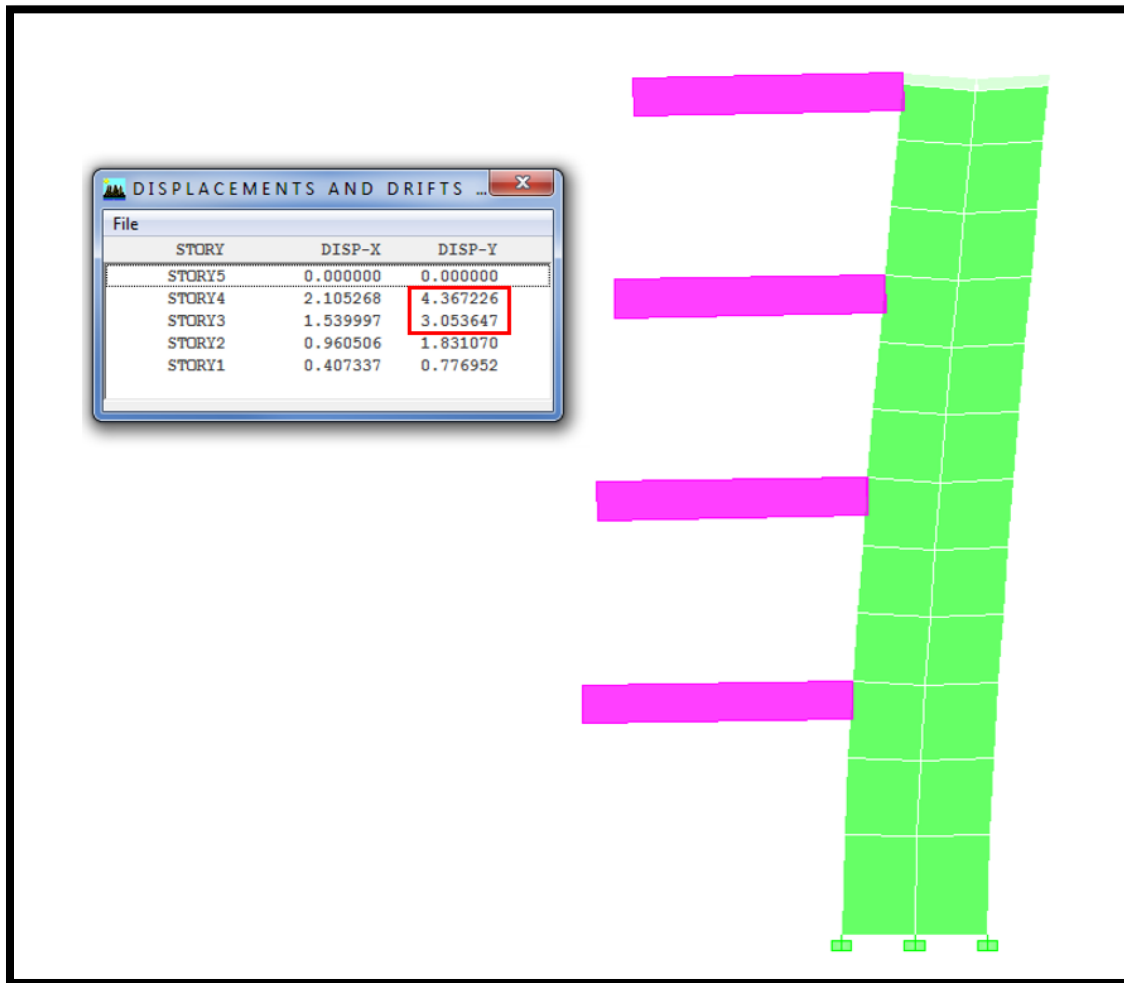 DISPLACEMENTS AND DRIFTS ...
File
STORY DISP-X DISP-Y
STORY5 0.000000 0.000000
STORY4 2.105268 4.367226
STORY3 1.539997 3.053647
STORY2 0.960506 1.831070
STORY1 0.407337 0.776952